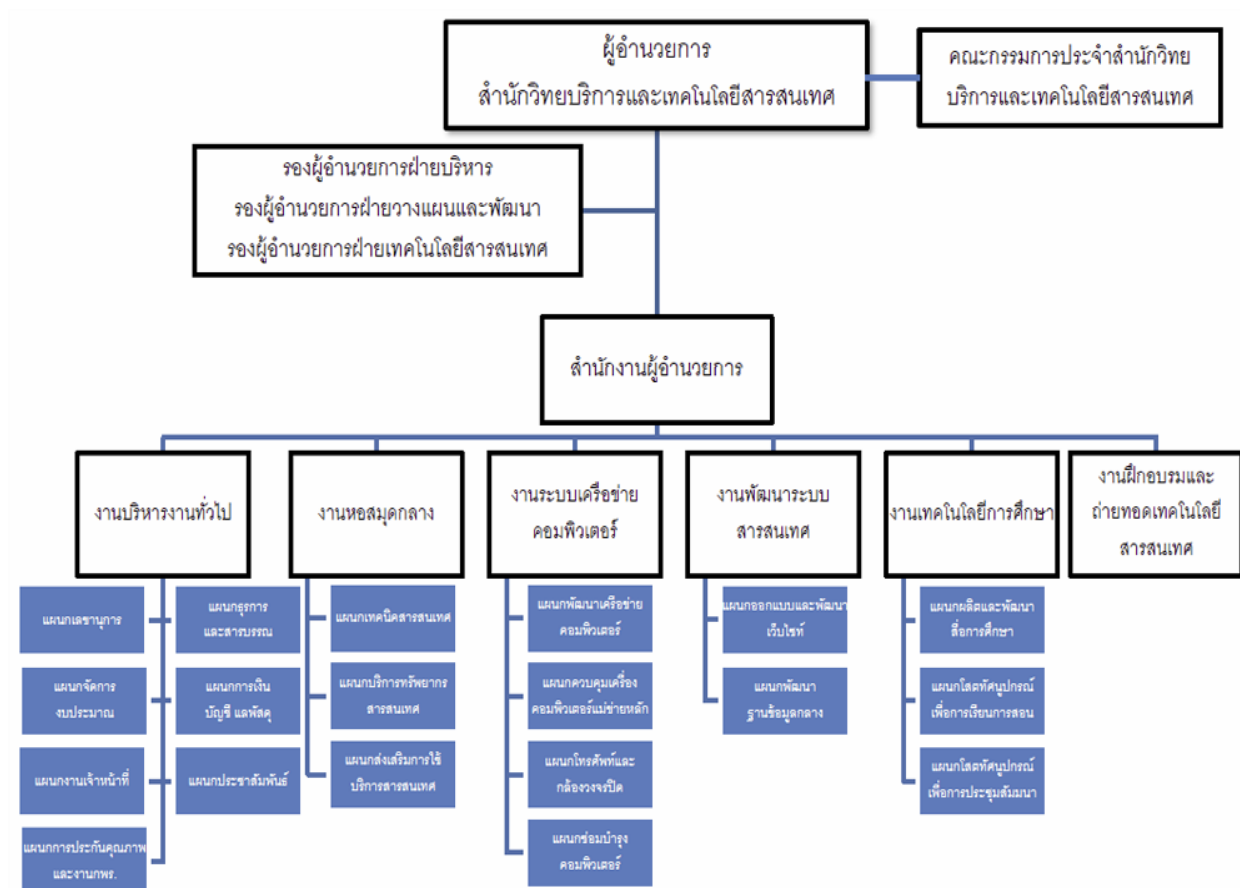 ผู้อำนวยการ
สำนักวิทยบริการและเทคโนโลยีสารสนเทศ
คณะกรรมการประจำสำนักวิทย
บริการและเทคโนโลยีสารสนเทศ
รองผู้อำนวยการฝ่ายบริหาร
รองผู้อำนวยการฝ่ายวางแผนและพัฒนา
รองผู้อำนวยการฝ่ายเทคโนโลยีสารสนเทศ
สำนักงานผู้อำนวยการ
งานบริหารงานทั่วไป
งานหอสมุดกลาง
งานระบบเครือข่าย
คอมพิวเตอร์
งานพัฒนาระบบ
สารสนเทศ
งานเทคโนโลยีการศึกษา
งานฝึกอบรมและ
ถ่ายทอดเทคโนโลยี
สารสนเทศ
แผนกเลขานุการ
แผนกธุรการ
และสารบรรณ
แผนกจัดการ
งบประมาณ
แผนกการเงิน
บัญชี แลพัสดุ
แผนกงานเจ้าหน้าที่
แผนกประชาสัมพันธ์
แผนกการประกันคุณภาพ
และงานกพร.
แผนกเทคนิคสารสนเทศ
แผนกบริการทรัพยากร
สารสนเทศ
แผนกส่งเสริมการใช้
บริการสารสนเทศ
แผนกพัฒนาเครือข่าย
คอมพิวเตอร์
แผนกควบคุมเครื่อง
คอมพิวเตอร์แม่ข่ายหลัก
แผนกโทรศัพท์และ
กล้องวงจรปิด
แผนกซ่อมบำรุง
คอมพิวเตอร์
แผนกออกแบบและพัฒนา
เว็บไซท์
แผนกพัฒนา
ฐานข้อมูลกลาง
แผนกผลิตและพัฒนา
สื่อการศึกษา
แผนกโสตทัศนูปกรณ์
เพื่อการเรียนการสอน
แผนกโสตทัศนูปกรณ์
เพื่อการประชุมสัมมนา